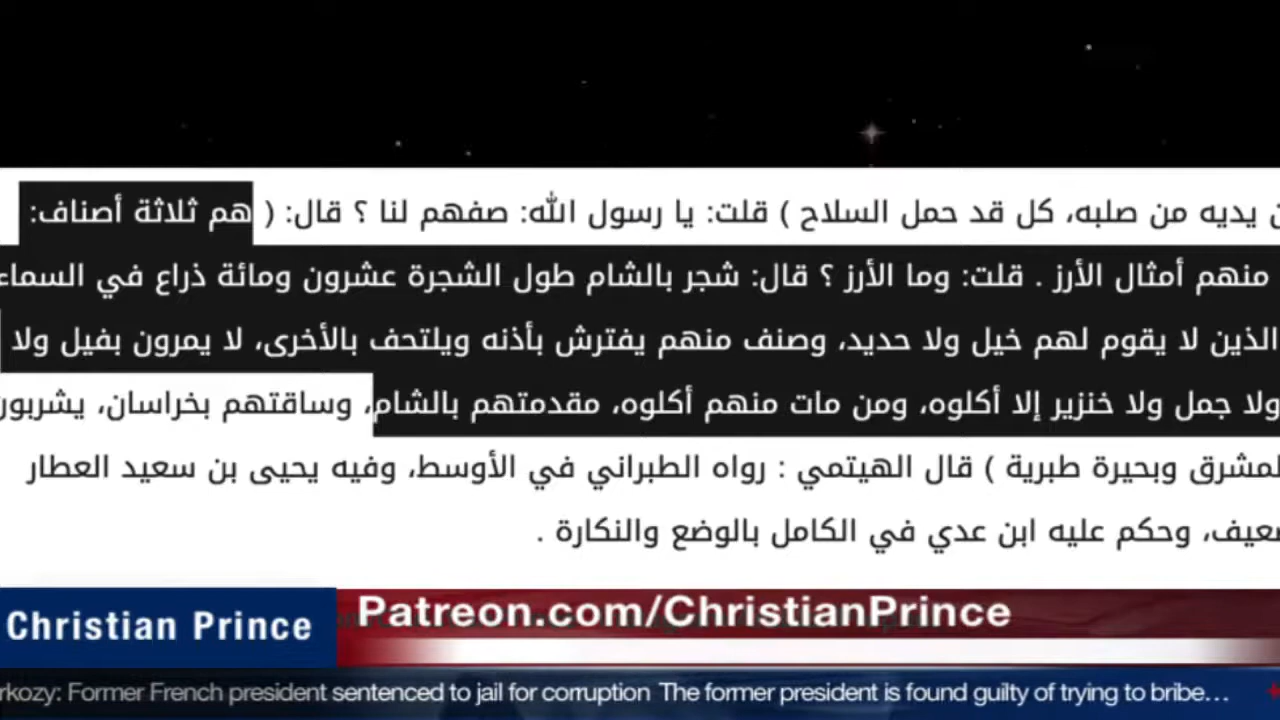 يديه من صلبه، كل قد حمل السلاح ) قلت: يا رسول الله: صفهم لنا ؟ قال: ( هم ثلاثة أصناف:
منهم أمثال الأرز . قلت: وما الأرز ؟ قال: شجر بالشام طول الشجرة عشرون ومائة ذراع في السماء
الذين لا يقوم لهم خيل ولا حديد، وصنف منهم يفترش بأذنه ويلتحف بالأخرى، لا يمرون بفيل ولا
ولا جمل ولا خنزير إلا أكلوه، ومن مات منهم أكلوه، مقدمتهم بالشام، وساقتهم بخراسان، يشربون
لمشرق وبحيرة طبرية ) قال الهيتمي : رواه الطبراني في الأوسط، وفيه يحيى بن سعيد العطار
ضعيف، وحكم عليه ابن عدي في الكامل بالوضع والنكارة .
Patreon.com/ChristianPrince
Christian Prince
rkozy: Former French president sentenced to jail for corruption The former president is found guilty of trying to bribe…